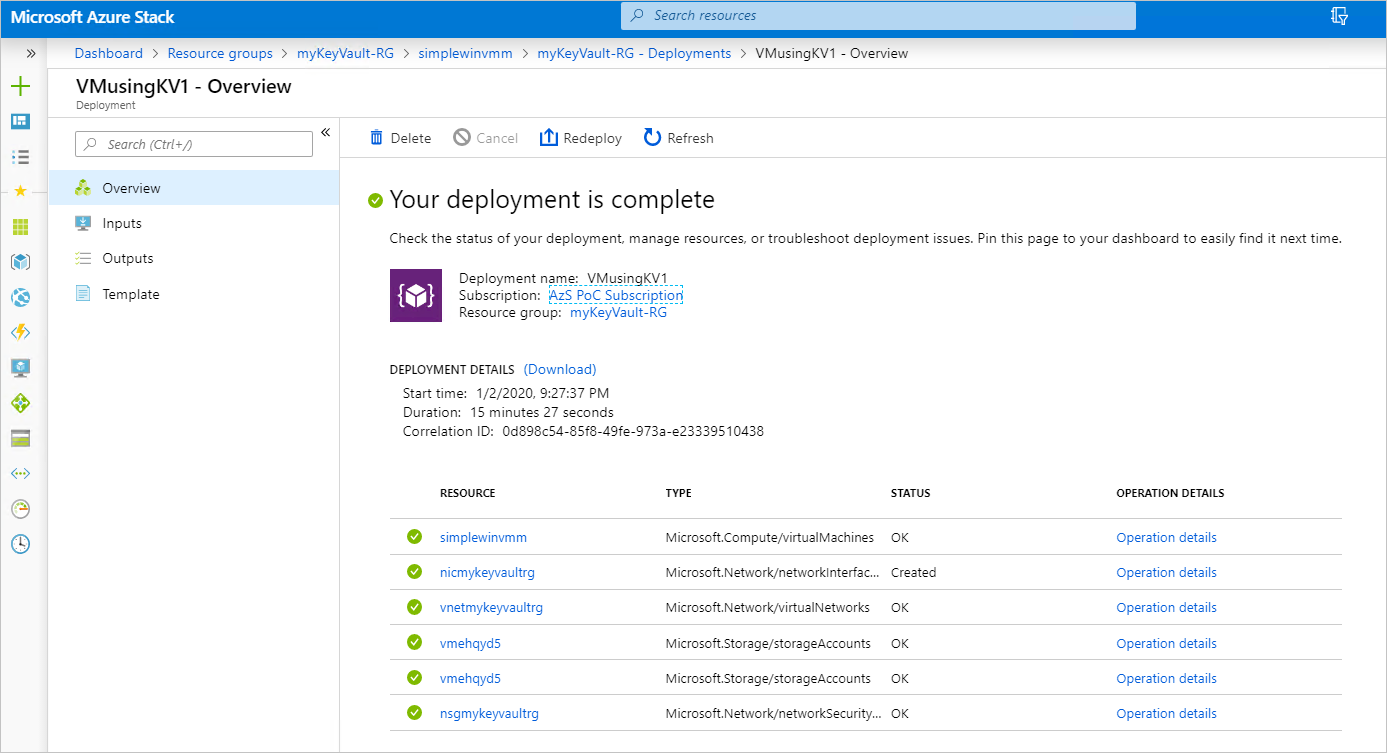 Microsoft Azure Stack
Search resources
Dashboard > Resource groups > myKeyVault-RG > simplewinvmm > myKeyVault-RG - Deployments > VMusingKV1 - Overview
VMusingKV1 - Overview
Deployment
Search (Ctrl+/)
Overview
Inputs
Outputs
Template
Delete Cancel Redeploy Refresh
Your deployment is complete
Check the status of your deployment, manage resources, or troubleshoot deployment issues. Pin this page to your dashboard to easily find it next time.
Deployment name: VMusingKV1
Subscription: AzS PoC Subscription
Resource group: myKeyVault-RG
DEPLOYMENT DETAILS (Download)
Start time: 1/2/2020, 9:27:37 PM
Duration: 15 minutes 27 seconds
Correlation ID: 0d898c54-85f8-49fe-973a-e23339510438
RESOURCE TYPE STATUS OPERATION DETAILS
simplewinvmm Microsoft.Compute/virtualMachines OK Operation details
nicmykeyvaultrg Microsoft.Network/networkInterfac... Created Operation details
vnetmykeyvaultrg Microsoft.Network/virtualNetworks OK Operation details
vmehqyd5 Microsoft.Storage/storageAccounts OK Operation details
vmehqyd5 Microsoft.Storage/storageAccounts OK Operation details
nsgmykeyvaultrg Microsoft.Network/networkSecurity... OK Operation details